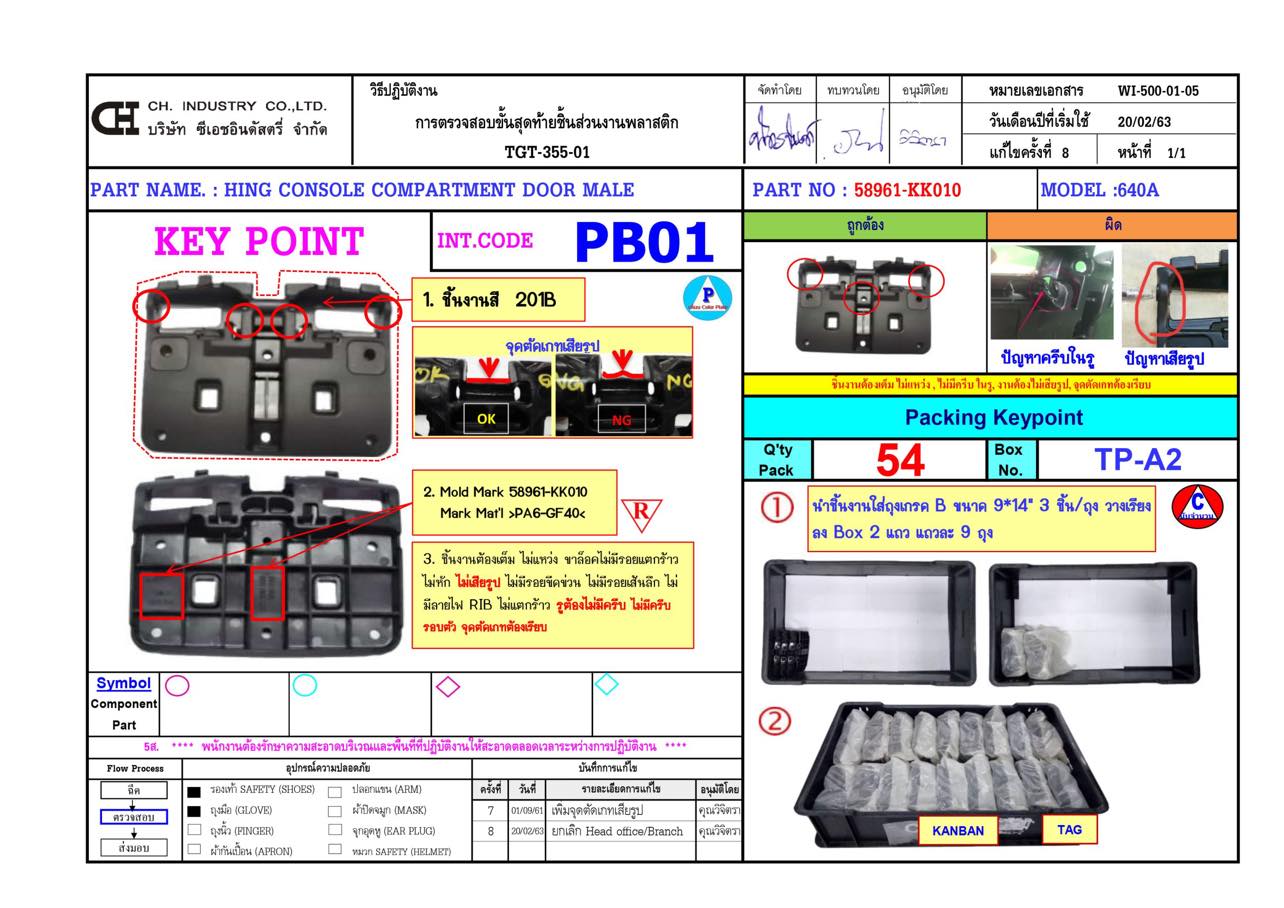 CH. INDUSTRY CO.,LTD.
บริษัท ซีเอชอินดัสตรี่ จำกัด
วิธีปฏิบัติงาน
การตรวจสอบขั้นสุดท้ายชิ้นส่วนงานพลาสติก
TGT-355-01
จัดทำโดย ทบทวนโดย อนุมัติโดย
หมายเลขเอกสาร WI-500-01-05
วันเดือนปีที่เริ่มใช้ 20/02/63
แก้ไขครั้งที่ 8 หน้าที่ 1/1
PART NAME. : HING CONSOLE COMPARTMENT DOOR MALE
PART NO : 58961-KK010
MODEL :640A
KEY POINT
INT.CODE PB01
P
1. ชิ้นงานสี 201B
จุดตัดเกทเสียรูป
OK NG NG
OK NG
2. Mold Mark 58961-KK010
Mark Mat'l >PA6-GF40<
R
3. ชิ้นงานต้องเต็ม ไม่แหว่ง ขาล็อคไม่มีรอยแตกร้าว
ไม่หัก ไม่เสียรูป ไม่มีรอยขีดข่วน ไม่มีรอยเส้นลึก ไม่
มีลายไฟ RIB ไม่แตกร้าว รูต้องไม่มีครีบ ไม่มีครีบ
รอบตัว จุดตัดเกทต้องเรียบ
Symbol
Component
Part
5ส. **** พนักงานต้องรักษาความสะอาดบริเวณและพื้นที่ที่ปฏิบัติงานให้สะอาดตลอดเวลาระหว่างการปฏิบัติงาน ****
Flow Process
ฉีด
ตรวจสอบ
ส่งมอบ
อุปกรณ์ความปลอดภัย
รองเท้า SAFETY (SHOES) ปลอกแขน (ARM)
ถุงมือ (GLOVE) ผ้าปิดจมูก (MASK)
ถุงนิ้ว (FINGER) จุกอุดหู (EAR PLUG)
ผ้ากันเปื้อน (APRON) หมวก SAFETY (HELMET)
บันทึกการแก้ไข
ครั้งที่ วันที่ รายละเอียดการแก้ไข อนุมัติโดย
7 01/09/61 เพิ่มจุดตัดเกทเสียรูป คุณวิจิตรา
8 20/02/63 ยกเลิก Head office/Branch คุณวิจิตรา
ถูกต้อง ผิด
ปัญหาครีบในรู ปัญหาเสียรูป
ชิ้นงานต้องเต็ม ไม่แหว่ง , ไม่มีครีบ ในรู, งานต้องไม่เสียรูป, จุดตัดเกทต้องเรียบ
Packing Keypoint
Q'ty
Pack
54
Box
No.
TP-A2
1
นำชิ้นงานใส่ถุงเกรด B ขนาด 9*14" 3 ชิ้น/ถุง วางเรียง
ลง Box 2 แถว แถวละ 9 ถุง
C
2
KANBAN
TAG